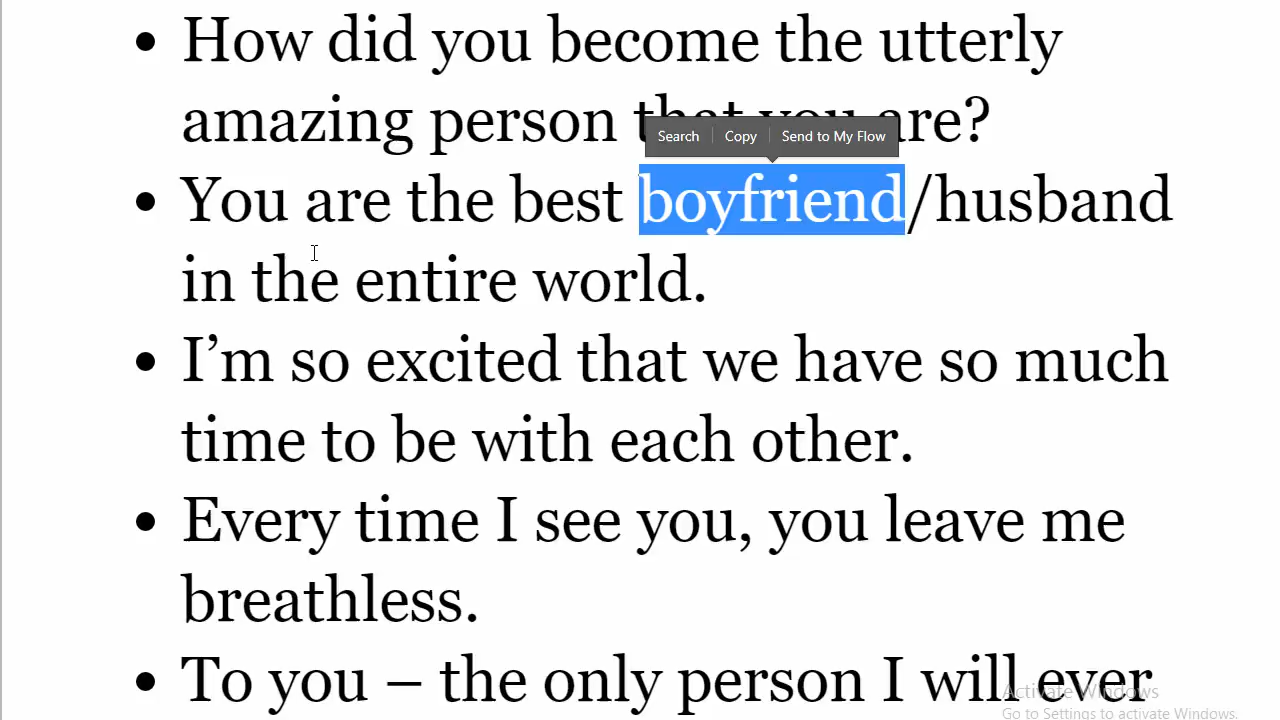 • How did you become the utterly
amazing person that you are?
Search Copy Send to My Flow
• You are the best boyfriend/husband
in the entire world.
• I’m so excited that we have so much
time to be with each other.
• Every time I see you, you leave me
breathless.
• To you – the only person I will ever
Activate Windows
Go to Settings to activate Windows.